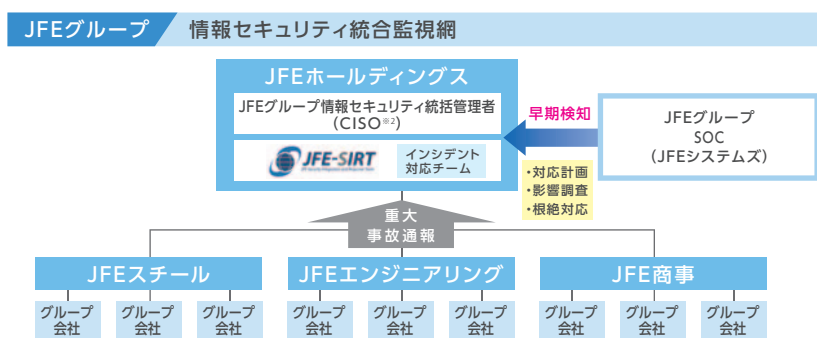 JFEグループ 情報セキュリティ統合監視網
JFEホールディングス
JFEグループ情報セキュリティ統括管理者
(CISO※2)
JFE-SIRT
インシデント
対応チーム
早期検知
・対応計画
・影響調査
・根絶対応
JFEグループ
SOC
(JFEシステムズ)
重大
事故通報
JFEスチール
JFEエンジニアリング
JFE商事
グループ
会社
グループ
会社
グループ
会社
グループ
会社
グループ
会社
グループ
会社
グループ
会社
グループ
会社
グループ
会社